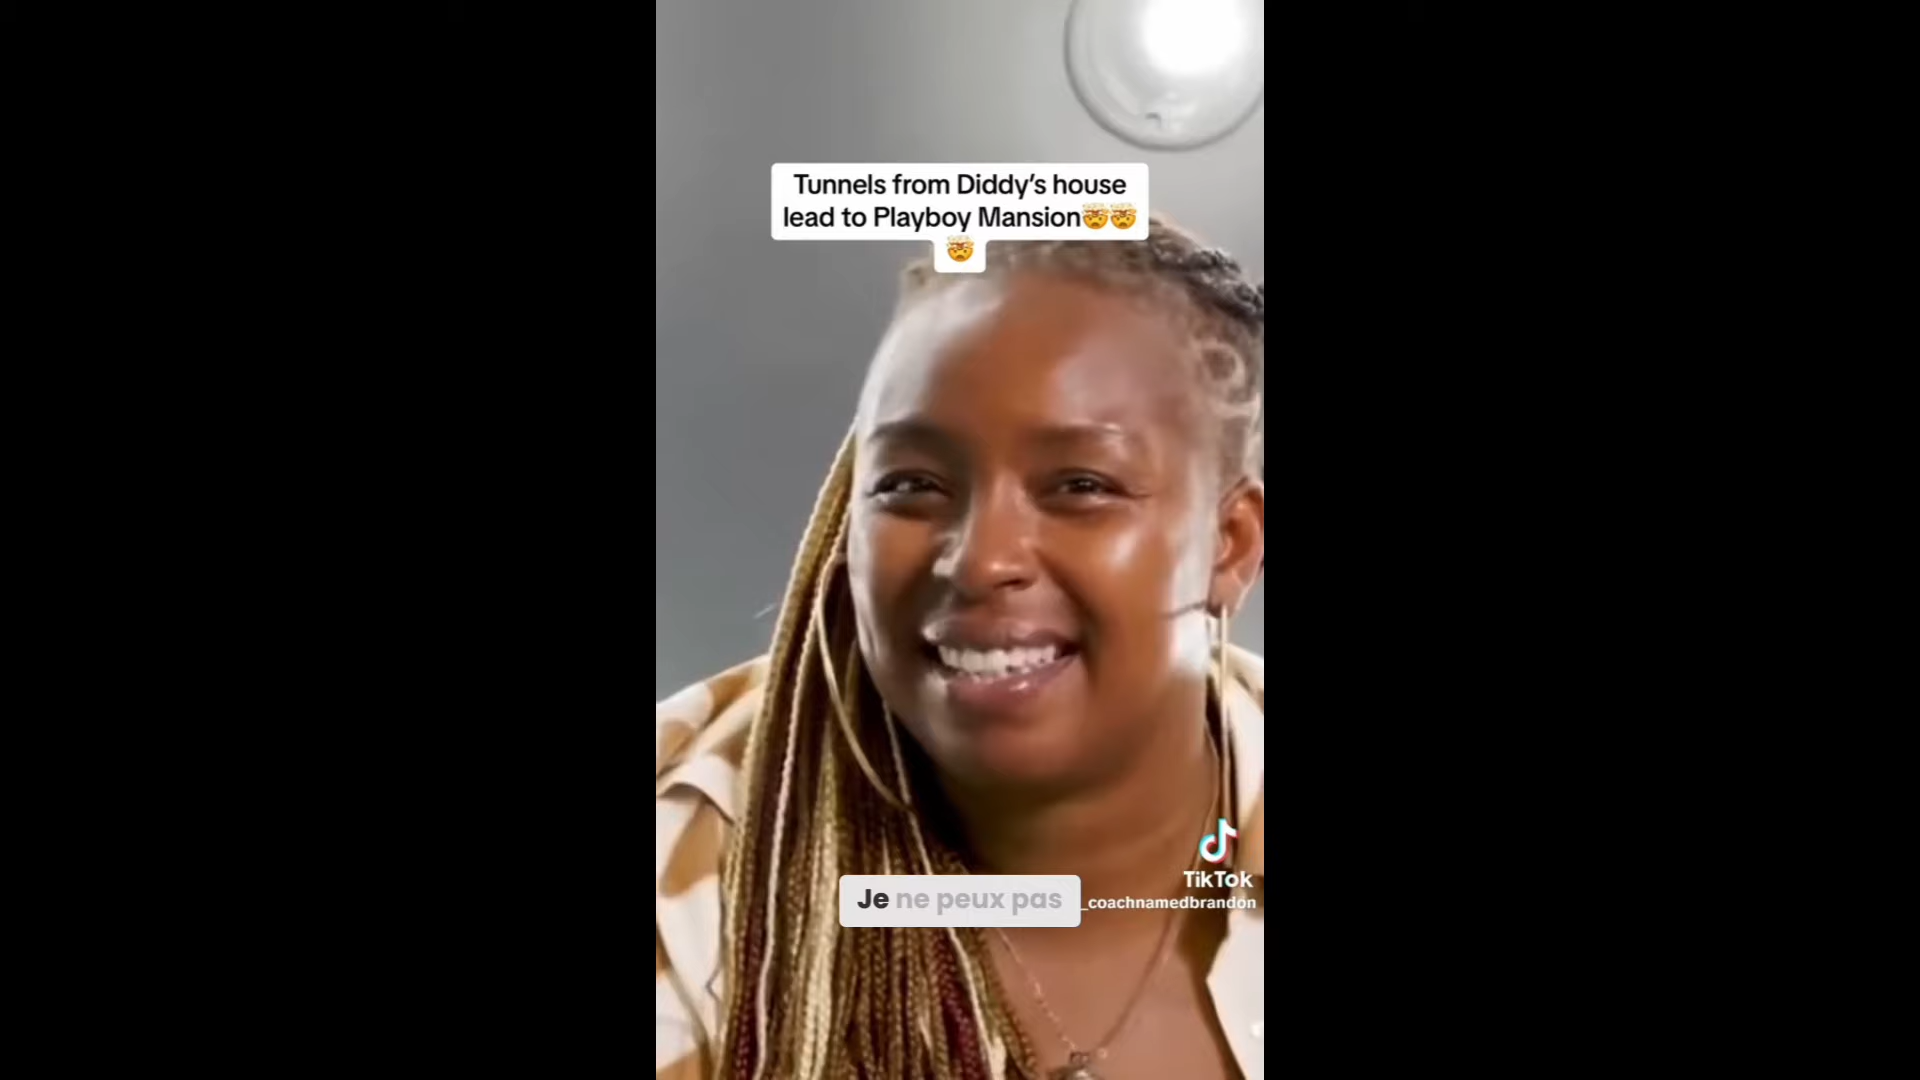 Tunnels from Diddy’s house
lead to Playboy Mansion🤯🤯
🤯
Je ne peux pas
TikTok
_coachnamedbrandon